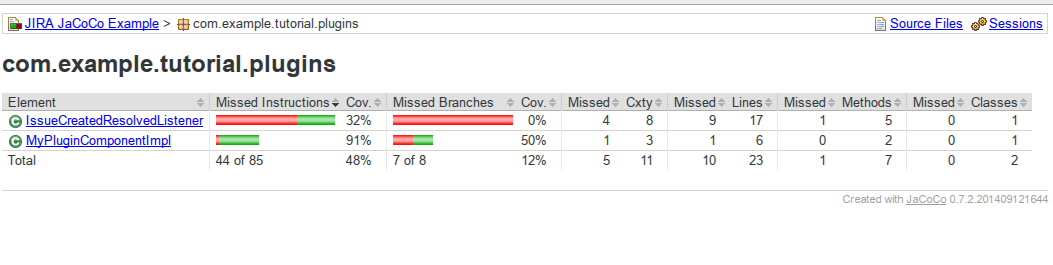 JIRA JaCoCo Example > com.example.tutorial.plugins Source Files Sessions
com.example.tutorial.plugins
Element Missed Instructions Cov. Missed Branches Cov. Missed Cxty Missed Lines Missed Methods Missed Classes
IssueCreatedResolvedListener 32% 0% 4 8 9 17 1 5 0 1
MyPluginComponentImpl 91% 50% 1 3 1 6 0 2 0 1
Total 44 of 85 48% 7 of 8 12% 5 11 10 23 1 7 0 2
Created with JaCoCo 0.7.2.201409121644